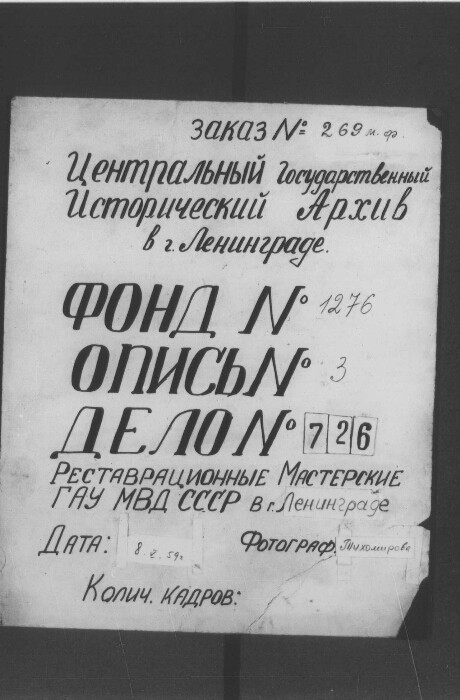 Заказ № 269 м.ф.
Центральный Государственный
Исторический Архив
в г. Ленинграде.
ФОНД № 1276
ОПИСЬ № 3
ДЕЛО № 726
Реставрационные Мастерские
ГАУ МВД СССР в г. Ленинграде
Дата: 8.X.59г Фотограф. Тихомирова
Колич. кадров: